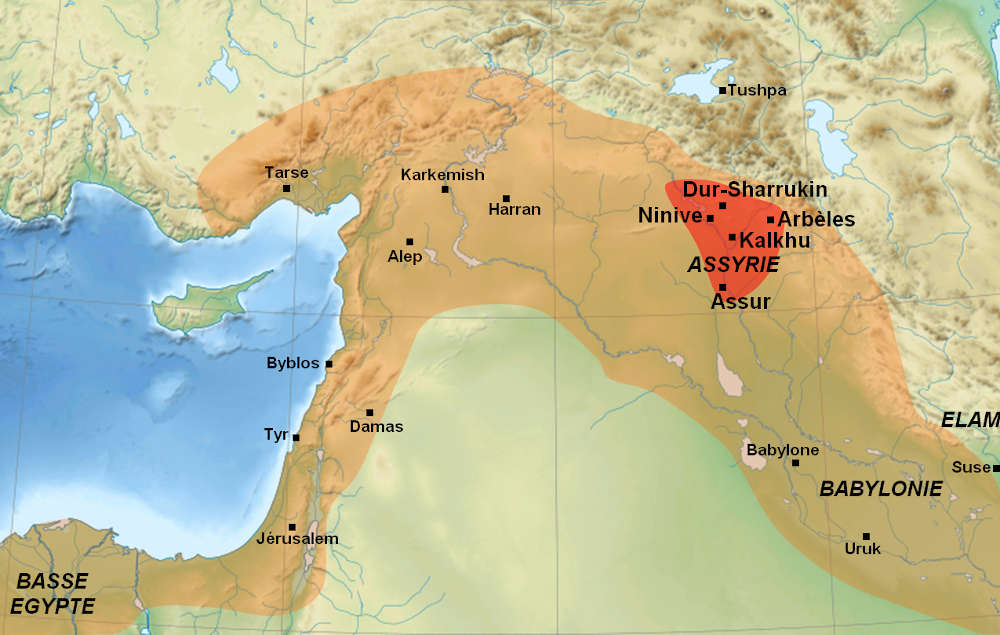 Tushpa
Tarse
Karkemish
Harran
Dur-Sharrukin
Ninive
Arbèles
Kalkhu
Alep
ASSYRIE
Assur
Byblos
Damas
Tyr
ELAM
Babylone
Suse
BABYLONIE
Jérusalem
Uruk
BASSE
EGYPTE